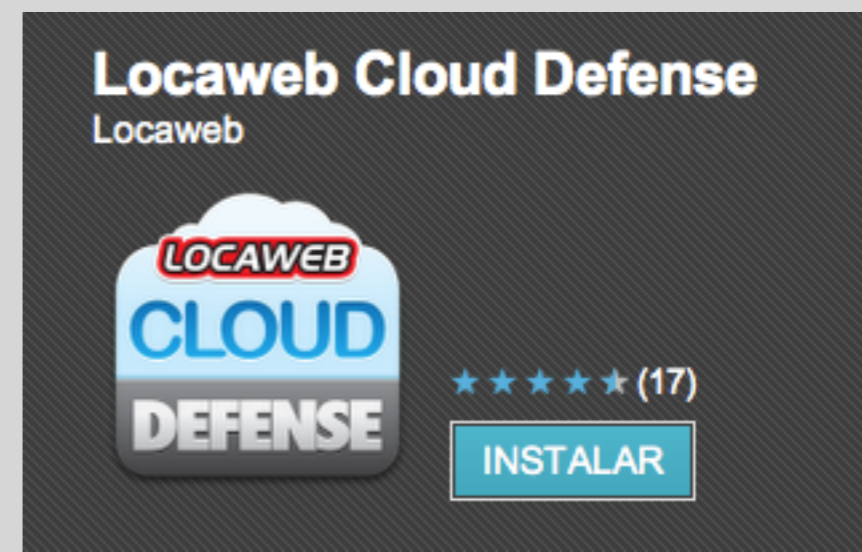 Locaweb Cloud Defense
Locaweb
LOCAWEB
CLOUD
DEFENSE
(17)
INSTALAR